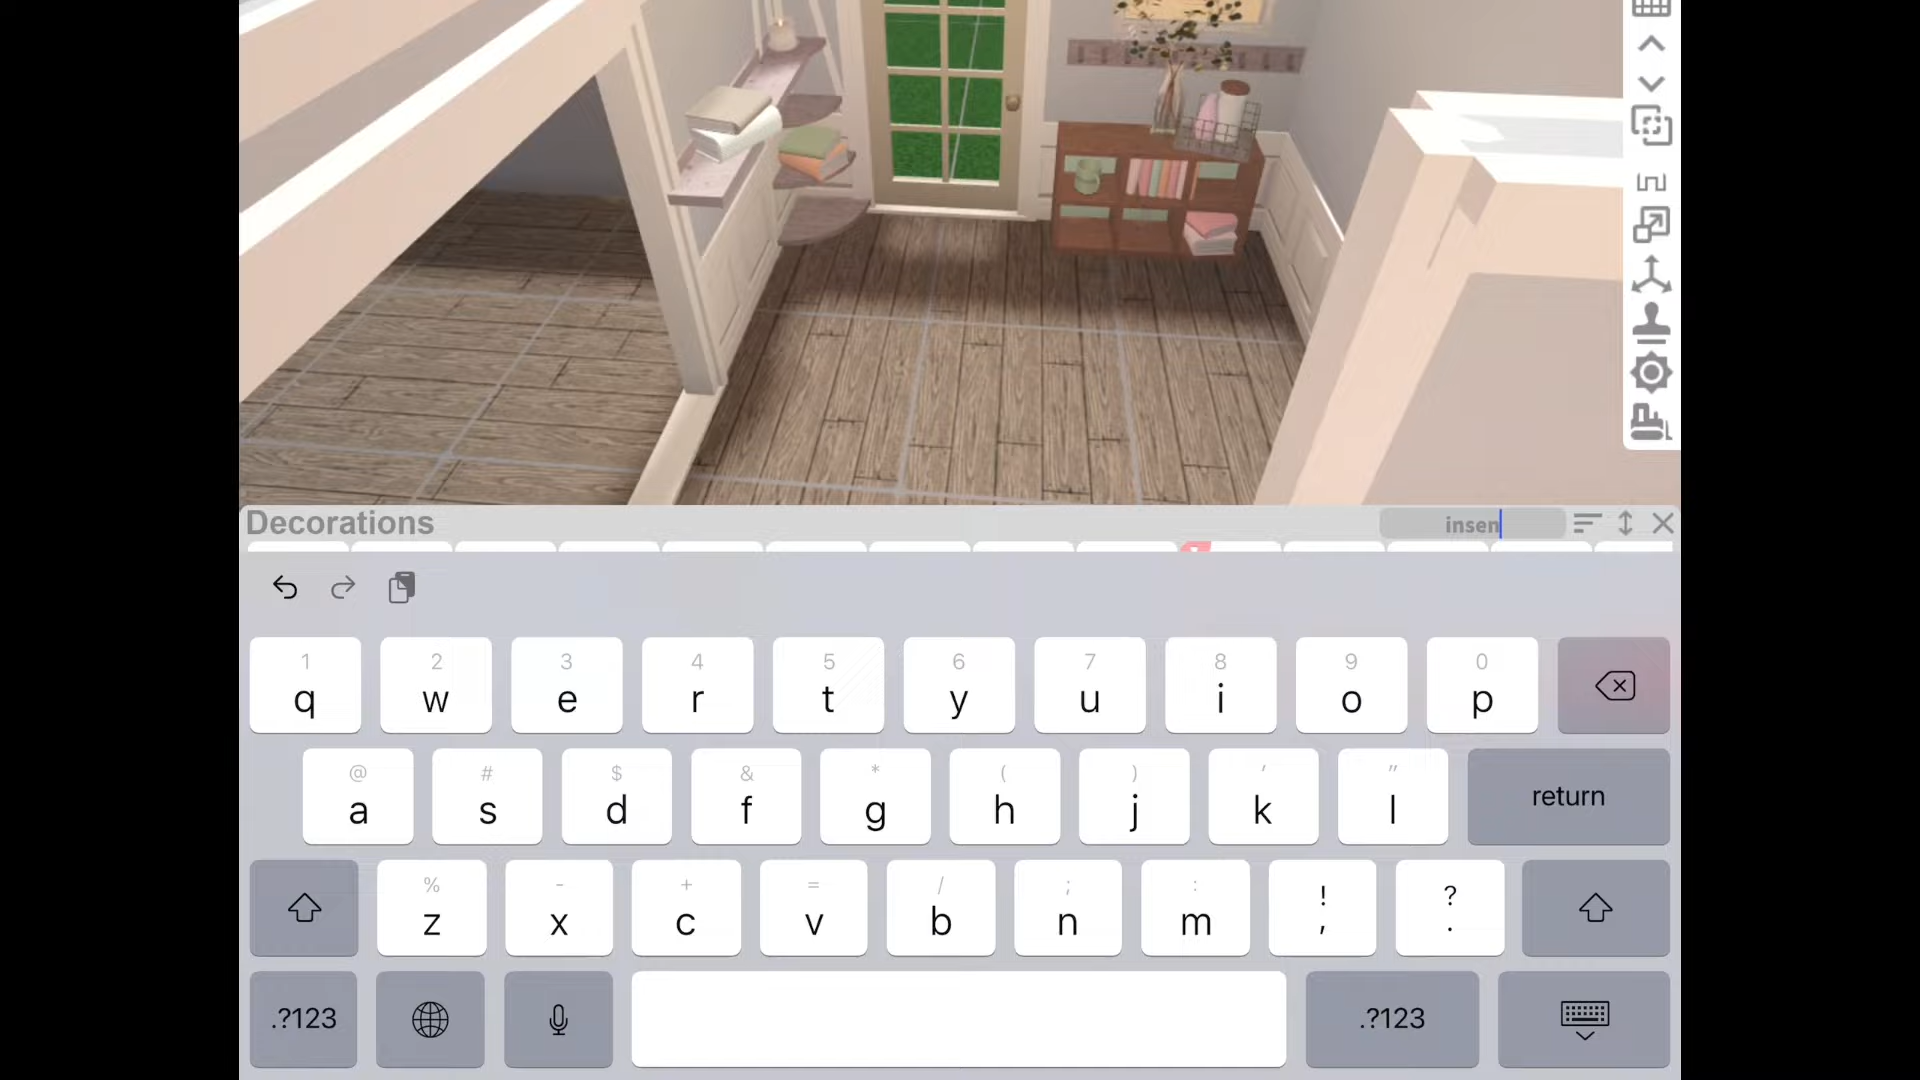 Decorations
insen
1 2 3 4 5 6 7 8 9 0
q w e r t y u i o p
@ # $ & * ( ) ' "
a s d f g h j k l return
% - + = / ; : ! ?
z x c v b n m , .
.?123 .?123